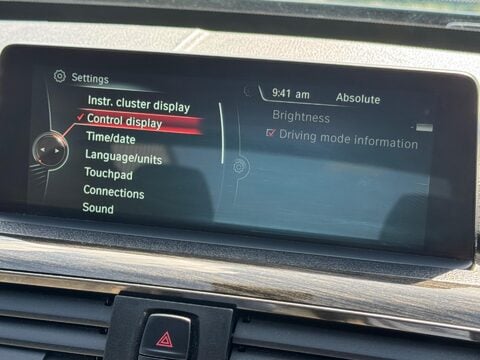 Settings
9:41 am Absolute
Instr. cluster display
Control display
Time/date
Language/units
Touchpad
Connections
Sound
Brightness
Driving mode information